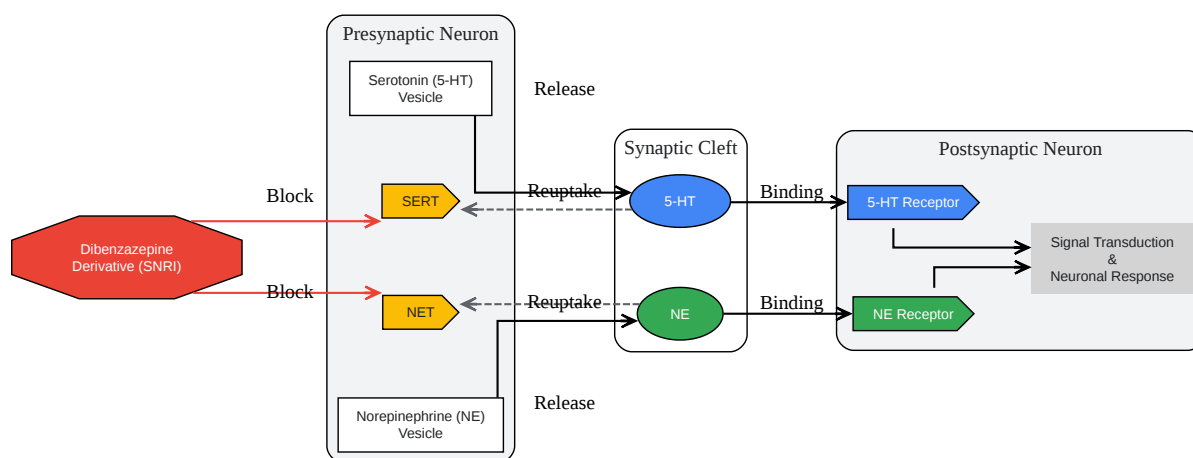 Presynaptic Neuron
Serotonin (5-HT)
Vesicle
Release
Synaptic Cleft
Postsynaptic Neuron
Block
SERT
Reuptake
5-HT
Binding
5-HT Receptor
Dibenzazepine
Derivative (SNRI)
Signal Transduction
&
Neuronal Response
Block
NET
Reuptake
NE
Binding
NE Receptor
Norepinephrine (NE)
Vesicle
Release